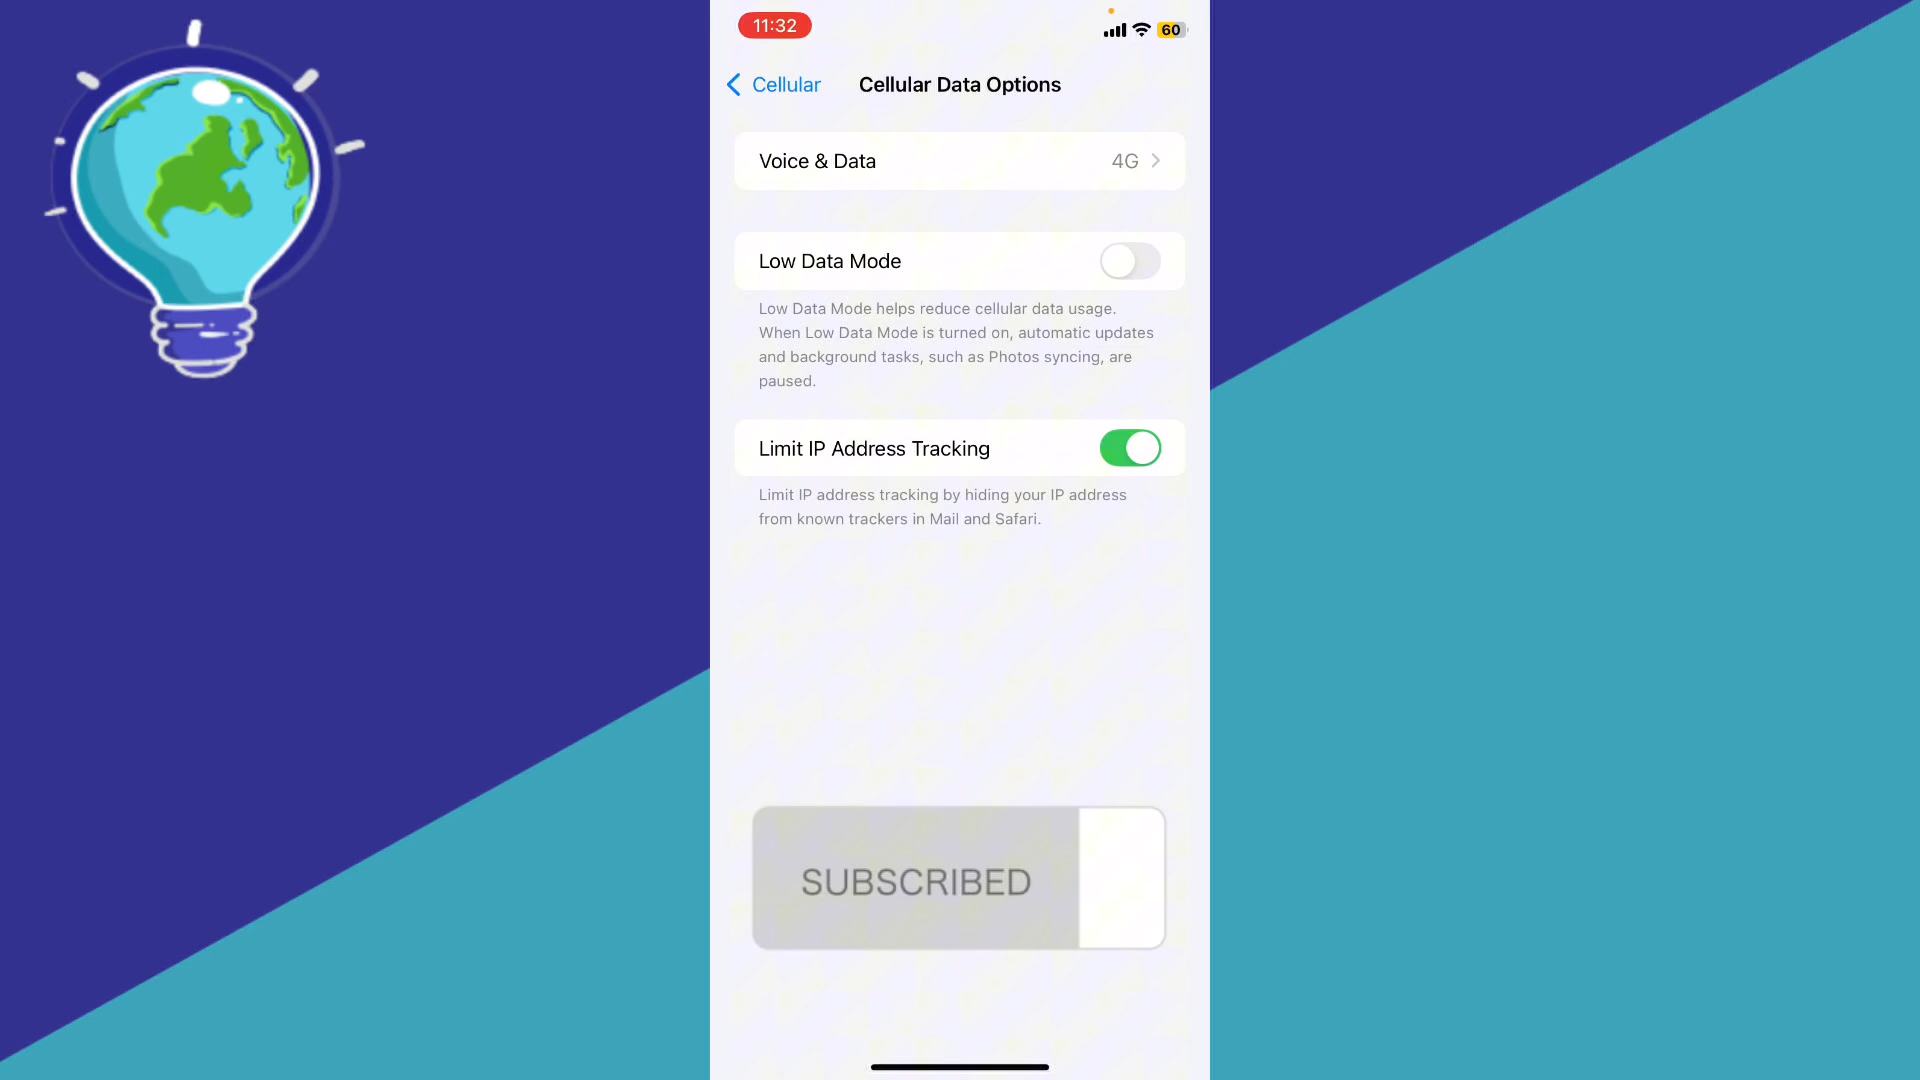 11:32
60
Cellular
Cellular Data Options
Voice & Data
4G
Low Data Mode
Low Data Mode helps reduce cellular data usage.
When Low Data Mode is turned on, automatic updates
and background tasks, such as Photos syncing, are
paused.
Limit IP Address Tracking
Limit IP address tracking by hiding your IP address
from known trackers in Mail and Safari.
SUBSCRIBED